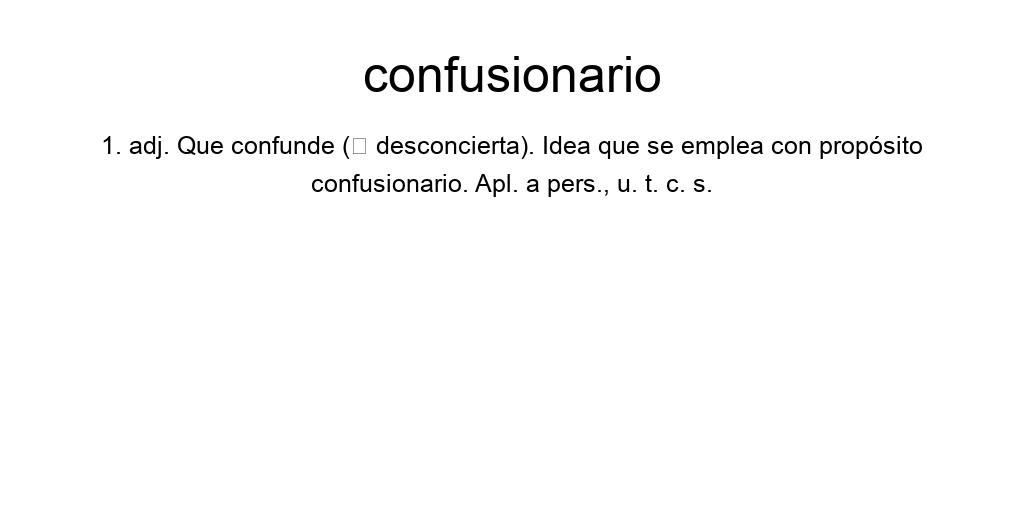 confusionario
1. adj. Que confunde (□ desconcierta). Idea que se emplea con propósito
confusionario. Apl. a pers., u. t. c. s.